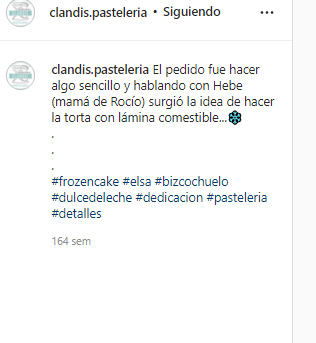 clandis.pasteleria • Siguiendo
clandis.pasteleria El pedido fue hacer
algo sencillo y hablando con Hebe
(mamá de Rocío) surgió la idea de hacer
la torta con lámina comestible...❄
.
.
.
#frozencake #elsa #bizcochuelo
#dulcedeleche #dedicacion #pasteleria
#detalles
164 sem